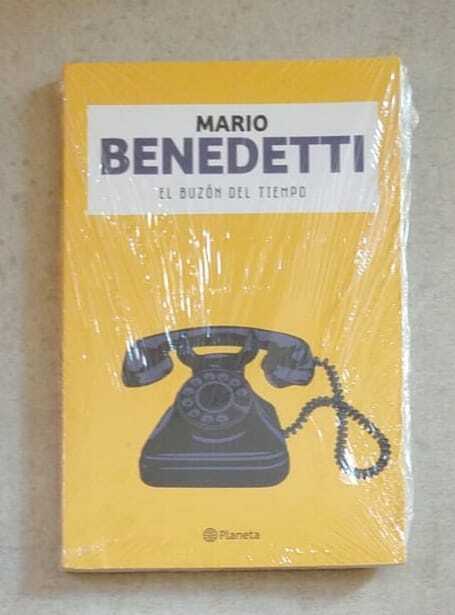 MARIO
BENEDETTI
EL BUZÓN DEL TIEMPO
Planeta